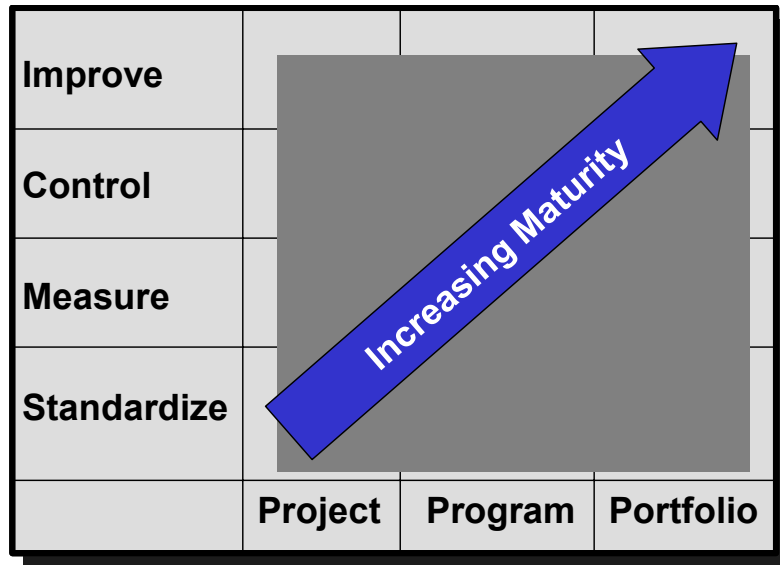 Improve
Control
Increasing Maturity
Measure
Standardize
Project Program Portfolio